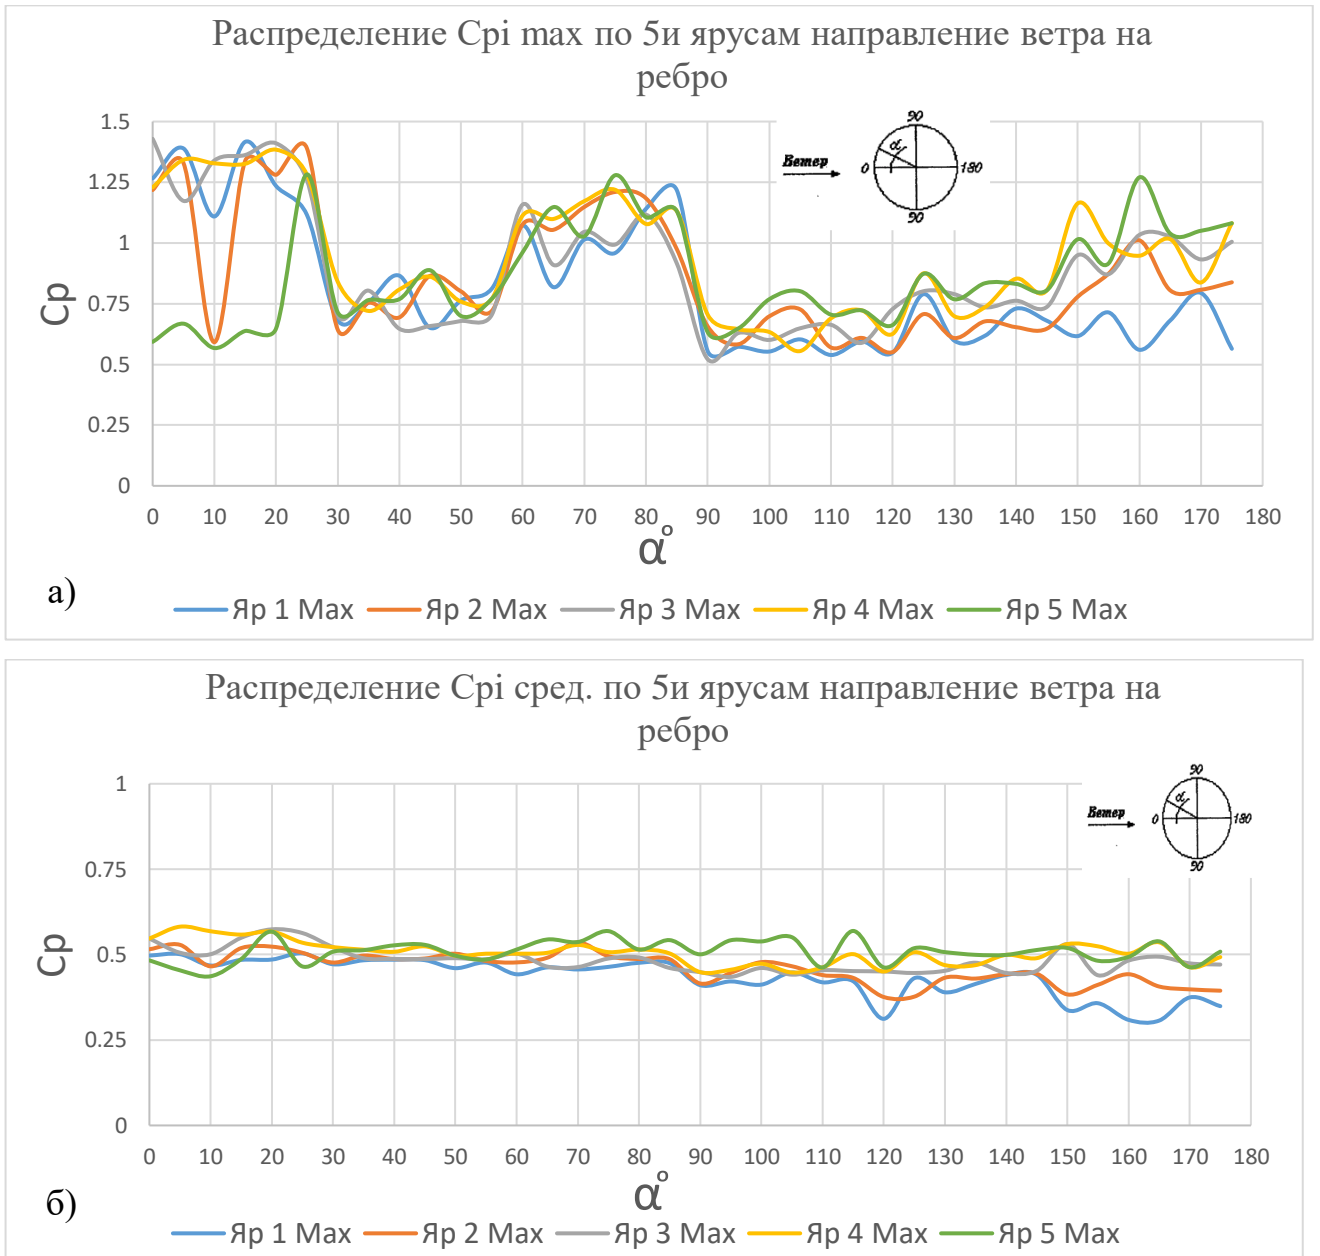 Распределение Cpi max по 5и ярусам направление ветра на
ребро
1.5
1.25
1
0.75
0.5
0.25
0
Cp
90
Ветер
0
α
180
90
0 10 20 30 40 50 60 70 80 90 100 110 120 130 140 150 160 170 180
α°
а)
Яр 1 Max Яр 2 Max Яр 3 Max Яр 4 Max Яр 5 Max
Распределение Cpi сред. по 5и ярусам направление ветра на
ребро
1
0.75
0.5
0.25
0
Cp
90
Ветер
0
α
180
90
0 10 20 30 40 50 60 70 80 90 100 110 120 130 140 150 160 170 180
α°
б)
Яр 1 Max Яр 2 Max Яр 3 Max Яр 4 Max Яр 5 Max